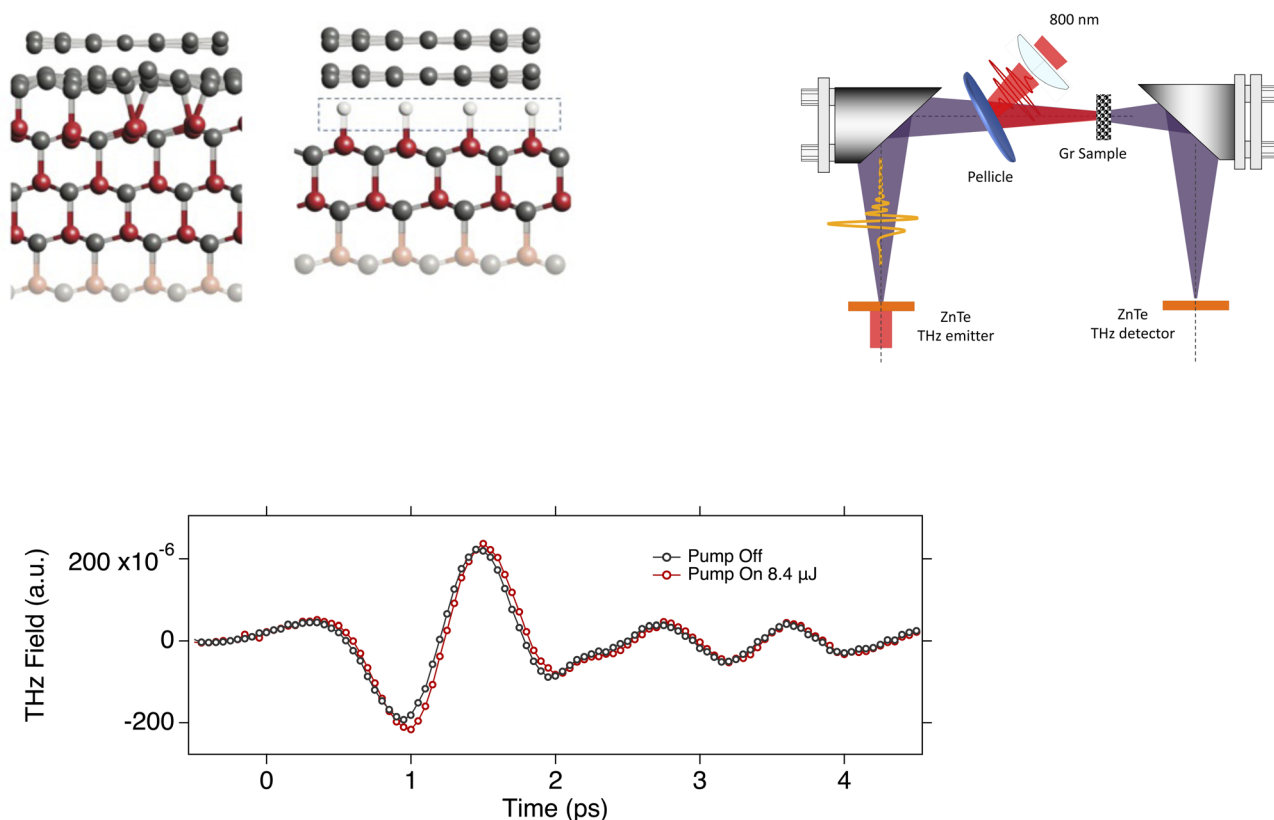 800 nm
Gr Sample
Pellicle
ZnTe
THz emitter
ZnTe
THz detector
THz Field (a.u.)
200 x10⁻⁶
0
-200
Pump Off
Pump On 8.4 µJ
0 1 2 3 4
Time (ps)